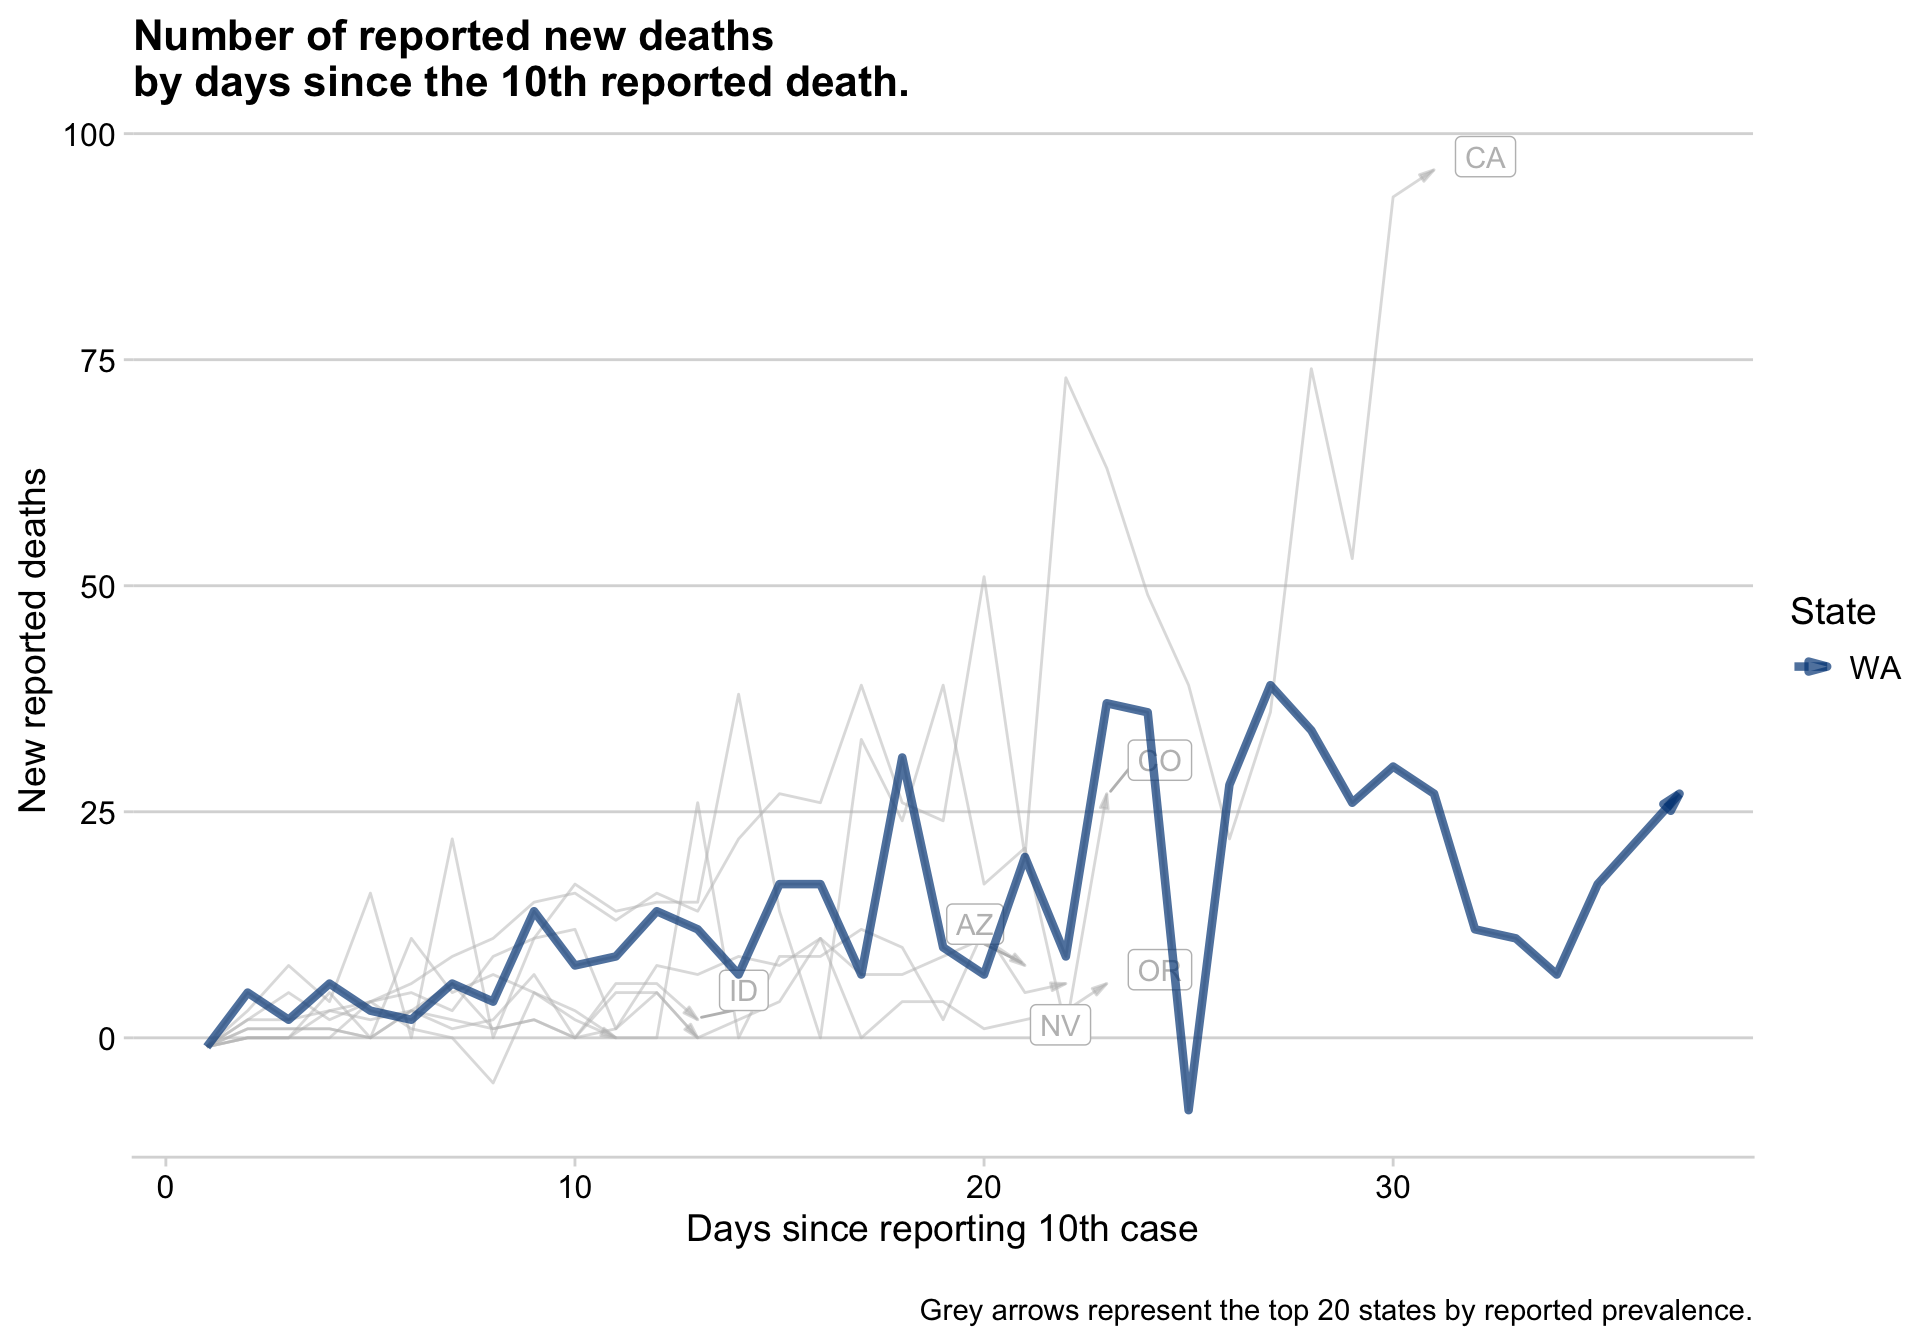 Number of reported new deaths
by days since the 10th reported death.
100
75
50
25
0
New reported deaths
CA
CO
AZ
OR
ID
NV
State
WA
0 10 20 30
Days since reporting 10th case
Grey arrows represent the top 20 states by reported prevalence.